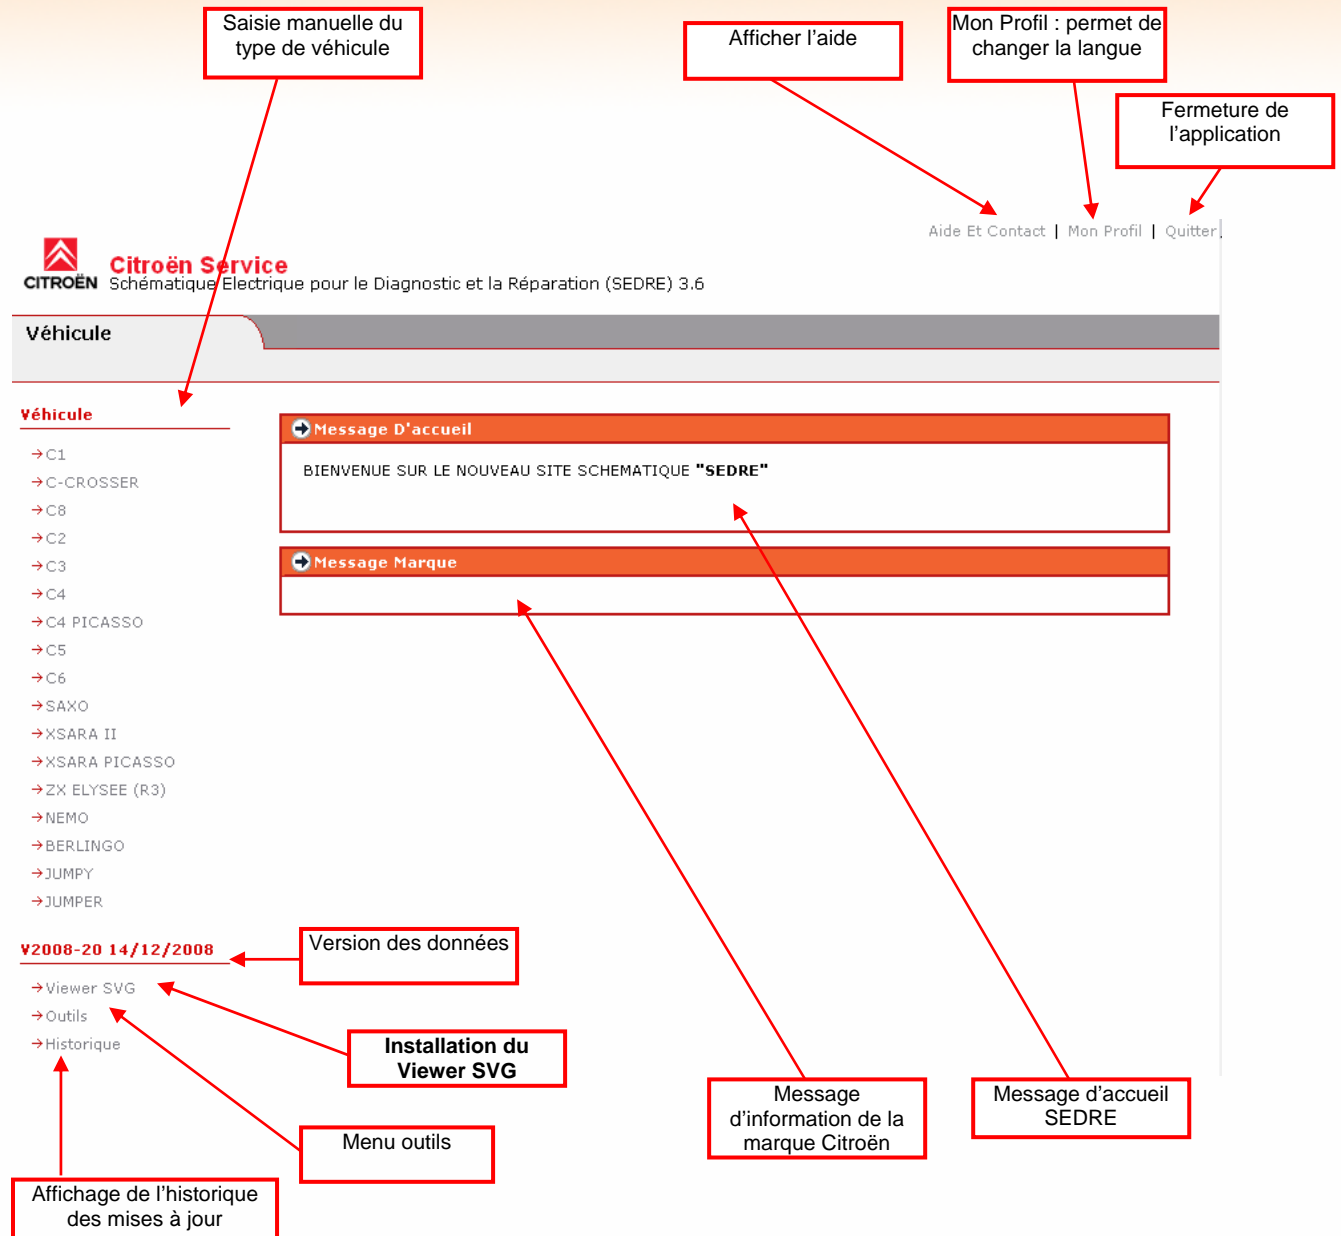 Saisie manuelle du
type de véhicule
Afficher l'aide
Mon Profil : permet de
changer la langue
Fermeture de
l'application
Aide Et Contact | Mon Profil | Quitter
CITROËN
Citroën Service
Schématique Electrique pour le Diagnostic et la Réparation (SEDRE) 3.6
Véhicule
Véhicule
→C1
→C-CROSSER
→C8
→C2
→C3
→C4
→C4 PICASSO
→C5
→C6
→SAXO
→XSARA II
→XSARA PICASSO
→ZX ELYSEE (R3)
→NEMO
→BERLINGO
→JUMPY
→JUMPER
Message D'accueil
BIENVENUE SUR LE NOUVEAU SITE SCHEMATIQUE "SEDRE"
Message Marque
V2008-20 14/12/2008
→Viewer SVG
→Outils
→Historique
Version des données
Installation du
Viewer SVG
Menu outils
Affichage de l'historique
des mises à jour
Message
d'information de la
marque Citroën
Message d'accueil
SEDRE